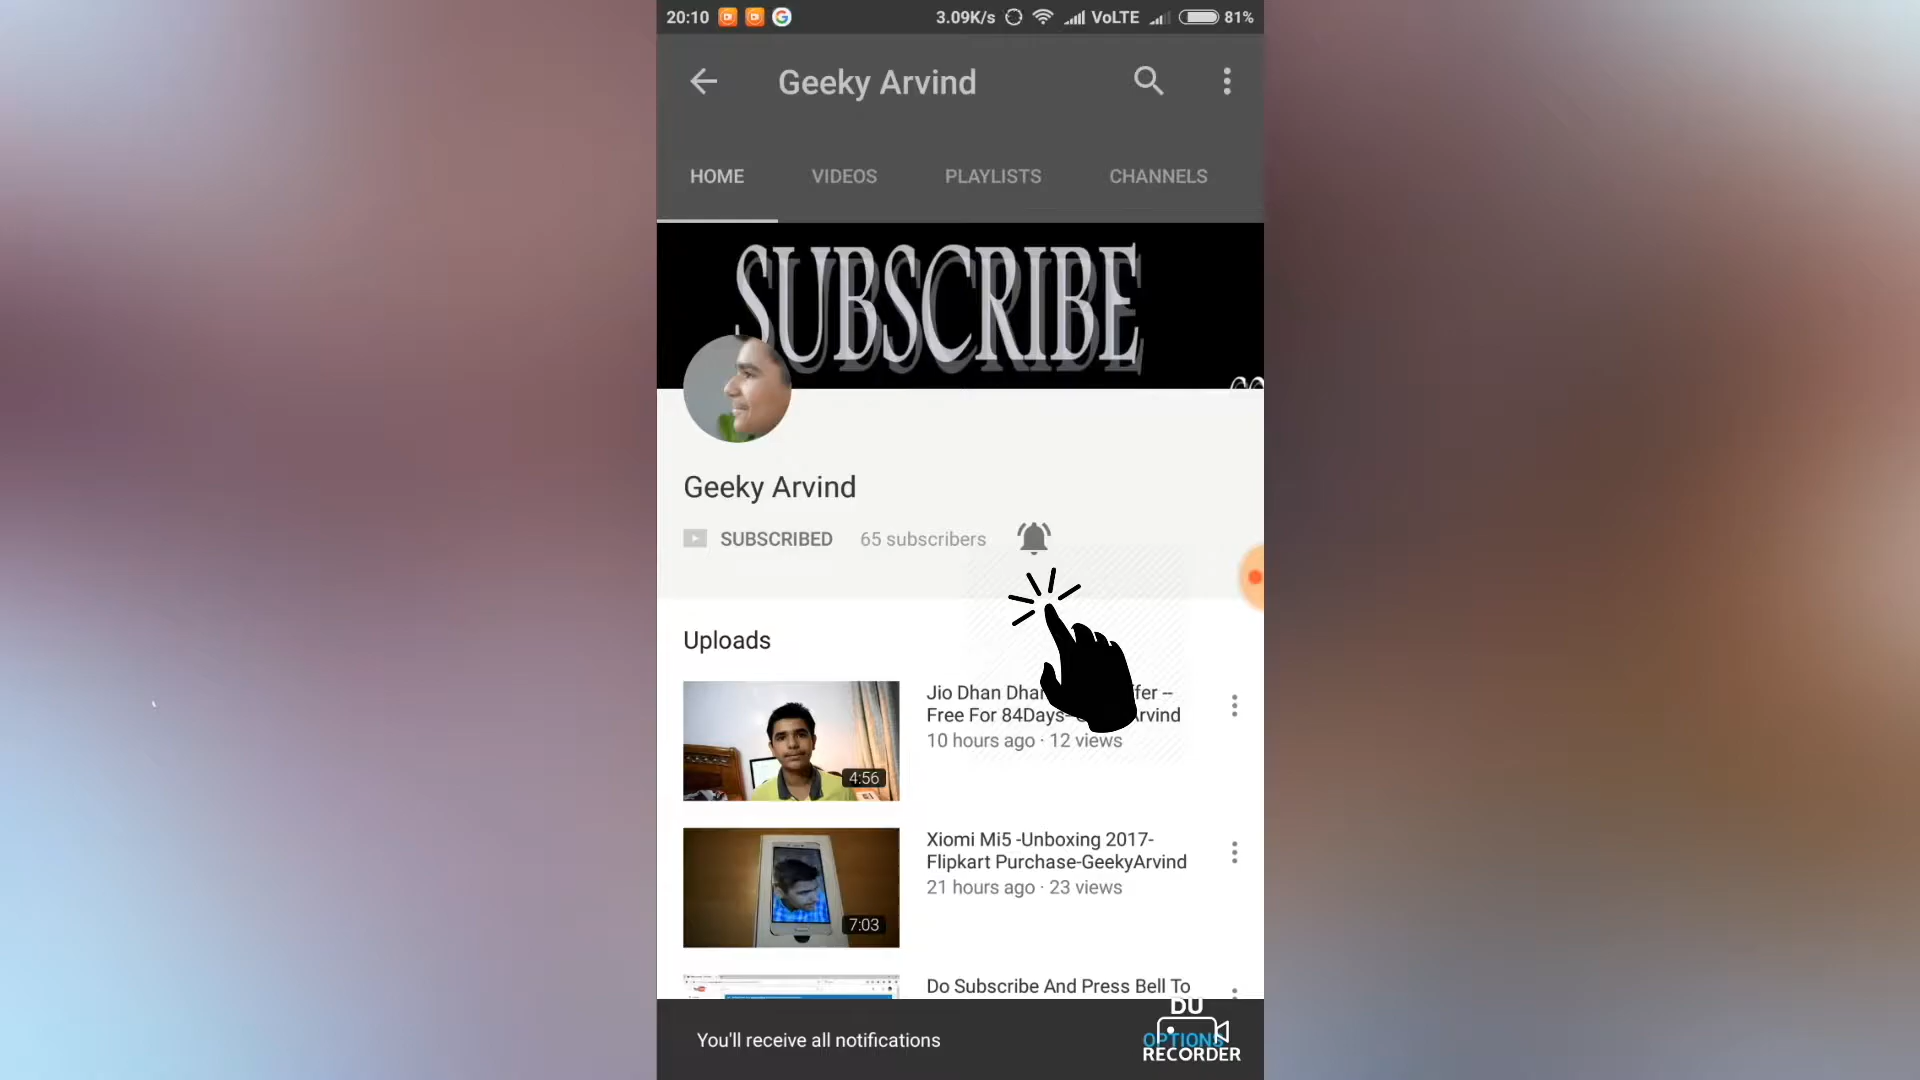 20:10 3.09K/s VoLTE 81%
Geeky Arvind
HOME VIDEOS PLAYLISTS CHANNELS
SUBSCRIBE
Geeky Arvind
SUBSCRIBED 65 subscribers
Uploads
Jio Dhan
Free For 84Days- Arvind
10 hours ago · 12 views
4:56
Xiomi Mi5 -Unboxing 2017-
Flipkart Purchase-GeekyArvind
21 hours ago · 23 views
7:03
Do Subscribe And Press Bell To
You'll receive all notifications OPTIONS
DU
RECORDER